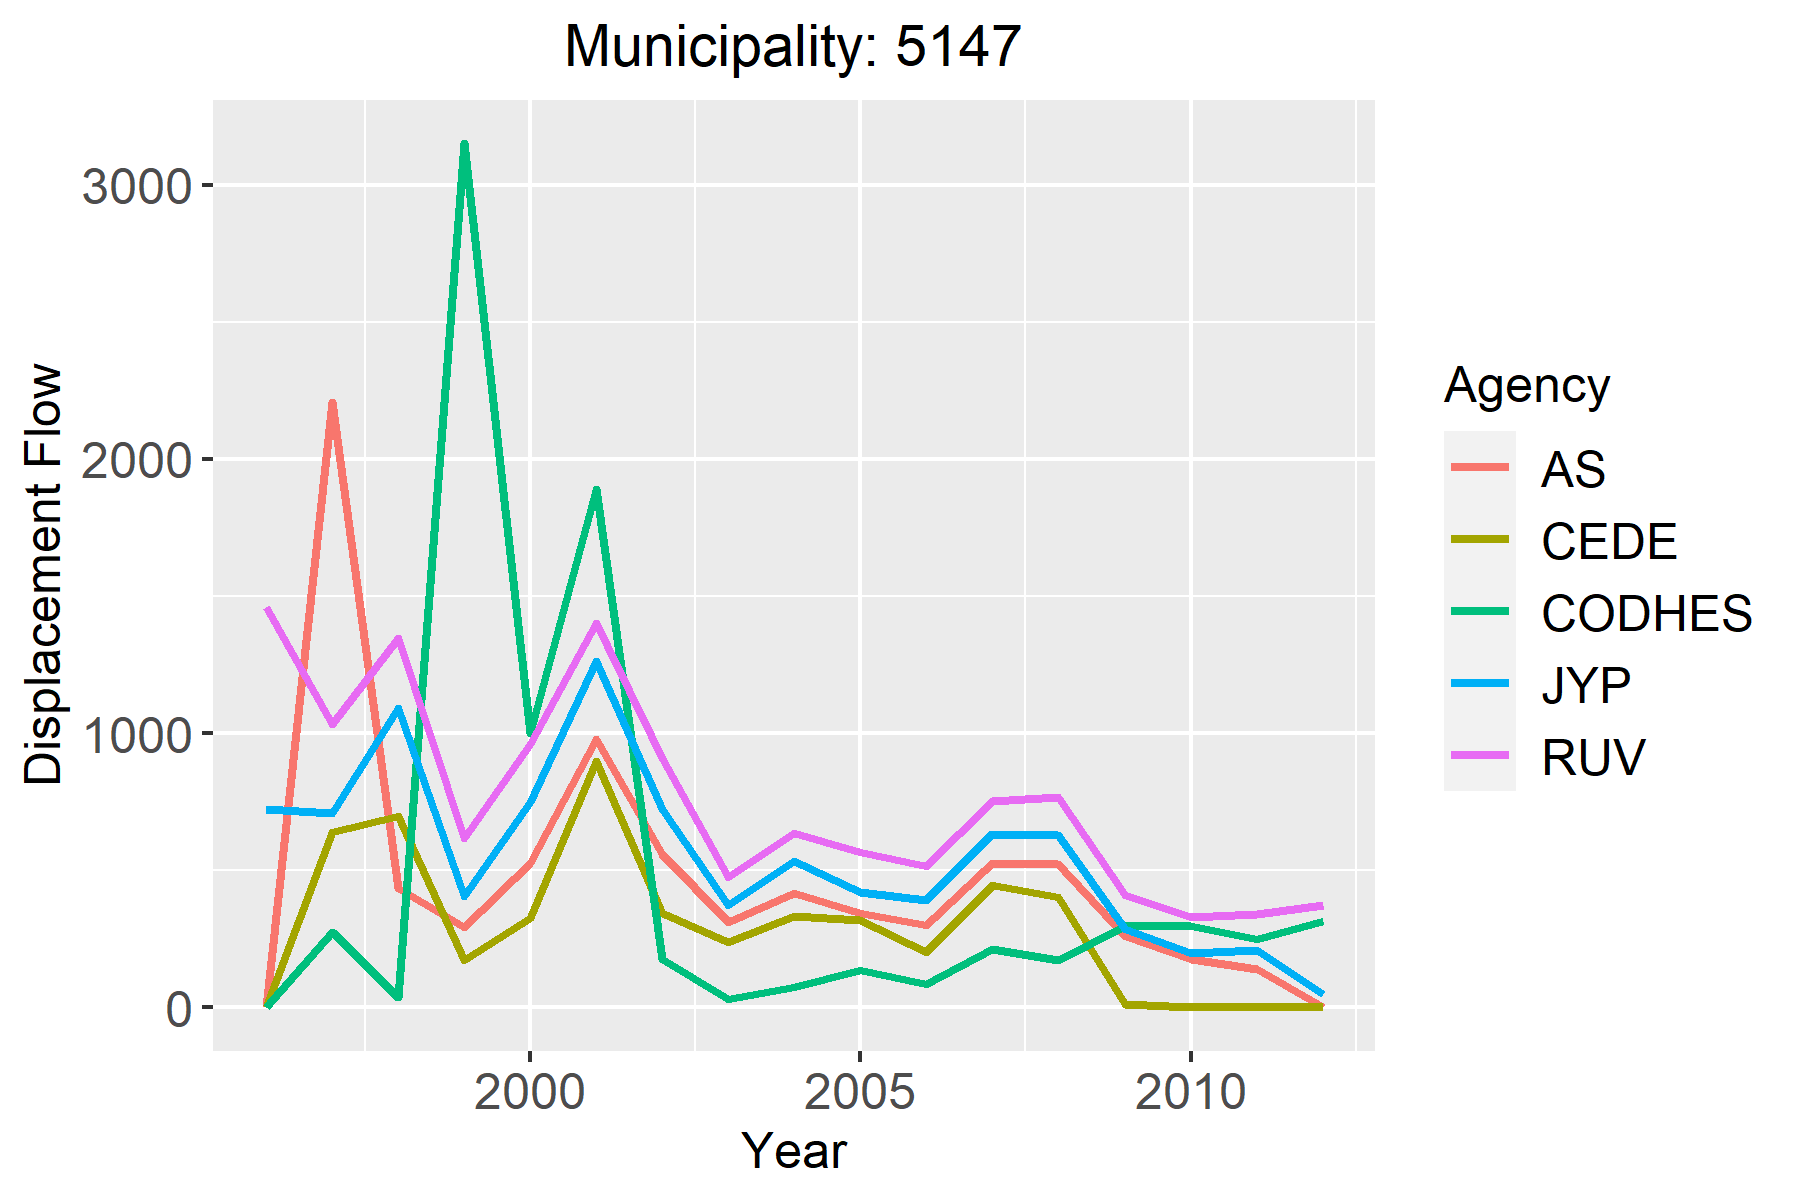 Municipality: 5147
Displacement Flow
3000
2000
1000
0
2000 2005 2010
Year
Agency
AS
CEDE
CODHES
JYP
RUV